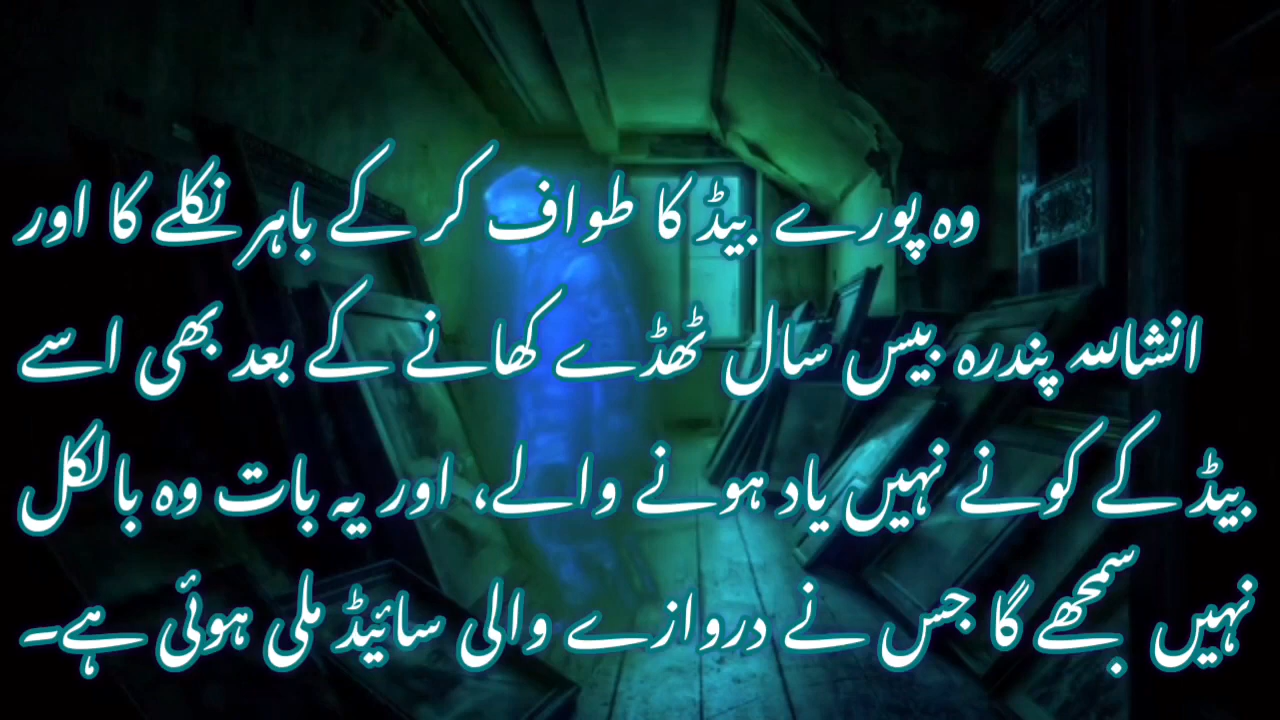 وہ پورے بیڈ کا طواف کر کے باہر نکلے کا اور
انشاللہ پندرہ بیس سال ٹھڈے کھانے کے بعد بھی اسے
بیڈ کے کونے نہیں یاد ہونے والے، اور یہ بات وہ بالکل
نہیں سمجھے گا جس نے دروازے والی سائیڈ ملی ہوئی ہے۔